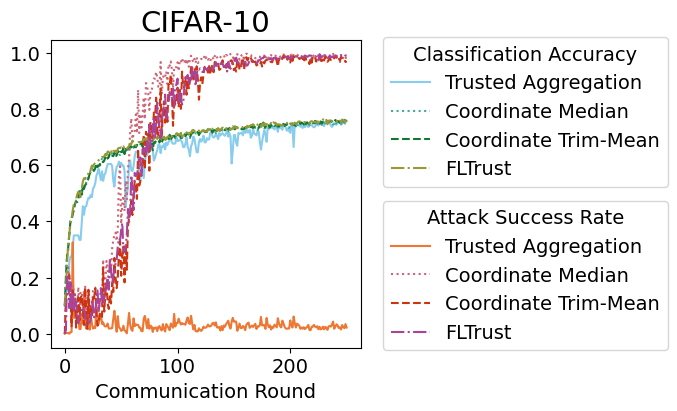 CIFAR-10
1.0
0.8
0.6
0.4
0.2
0.0
0
100
200
Communication Round
Classification Accuracy
Trusted Aggregation
Coordinate Median
Coordinate Trim-Mean
FLTrust
Attack Success Rate
Trusted Aggregation
Coordinate Median
Coordinate Trim-Mean
FLTrust